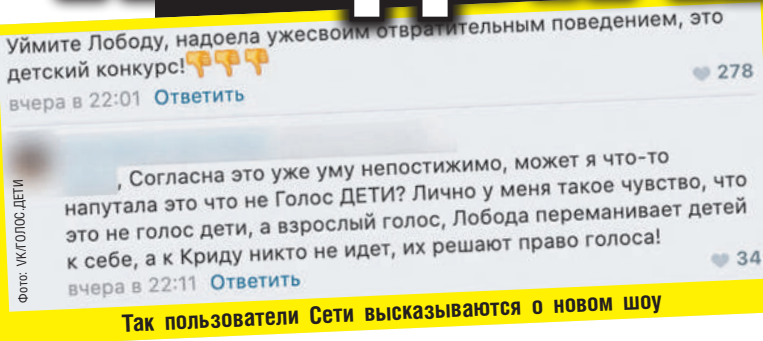 Уймите Лободу, надоела ужесвоим отвратительным поведением, это
детский конкурс!👎👎👎
278
вчера в 22:01 Ответить
, Согласна это уже уму непостижимо, может я что-то
напутала это что не Голос ДЕТИ? Лично у меня такое чувство, что
это не голос дети, а взрослый голос, Лобода переманивает детей
к себе, а к Криду никто не идет, их решают право голоса!
34
вчера в 22:11 Ответить
Фото: VK/ГОЛОС.ДЕТИ
Так пользователи Сети высказываются о новом шоу